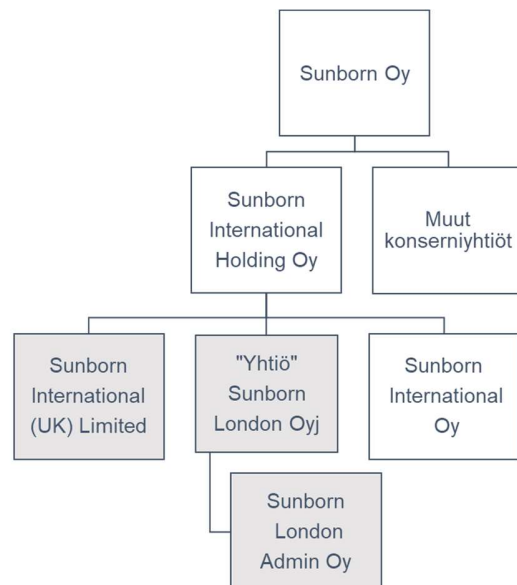 Sunborn Oy
Sunborn
International
Holding Oy
Muut
konserniyhtiöt
Sunborn
International
(UK) Limited
"Yhtiö"
Sunborn
London Oyj
Sunborn
International
Oy
Sunborn
London
Admin Oy